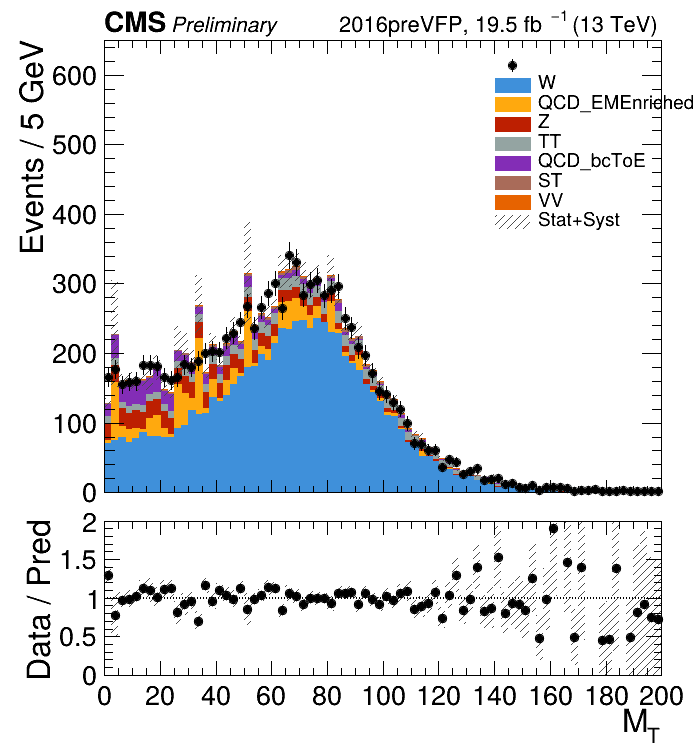 CMS Preliminary 2016preVFP, 19.5 fb⁻¹ (13 TeV)
Events / 5 GeV
600
500
400
300
200
100
0
W
QCD_EMEnriehed
Z
TT
QCD_bcToE
ST
VV
Stat+Syst
Data / Pred
2
1.5
1
0.5
0
0 20 40 60 80 100 120 140 160 180 200
M_T